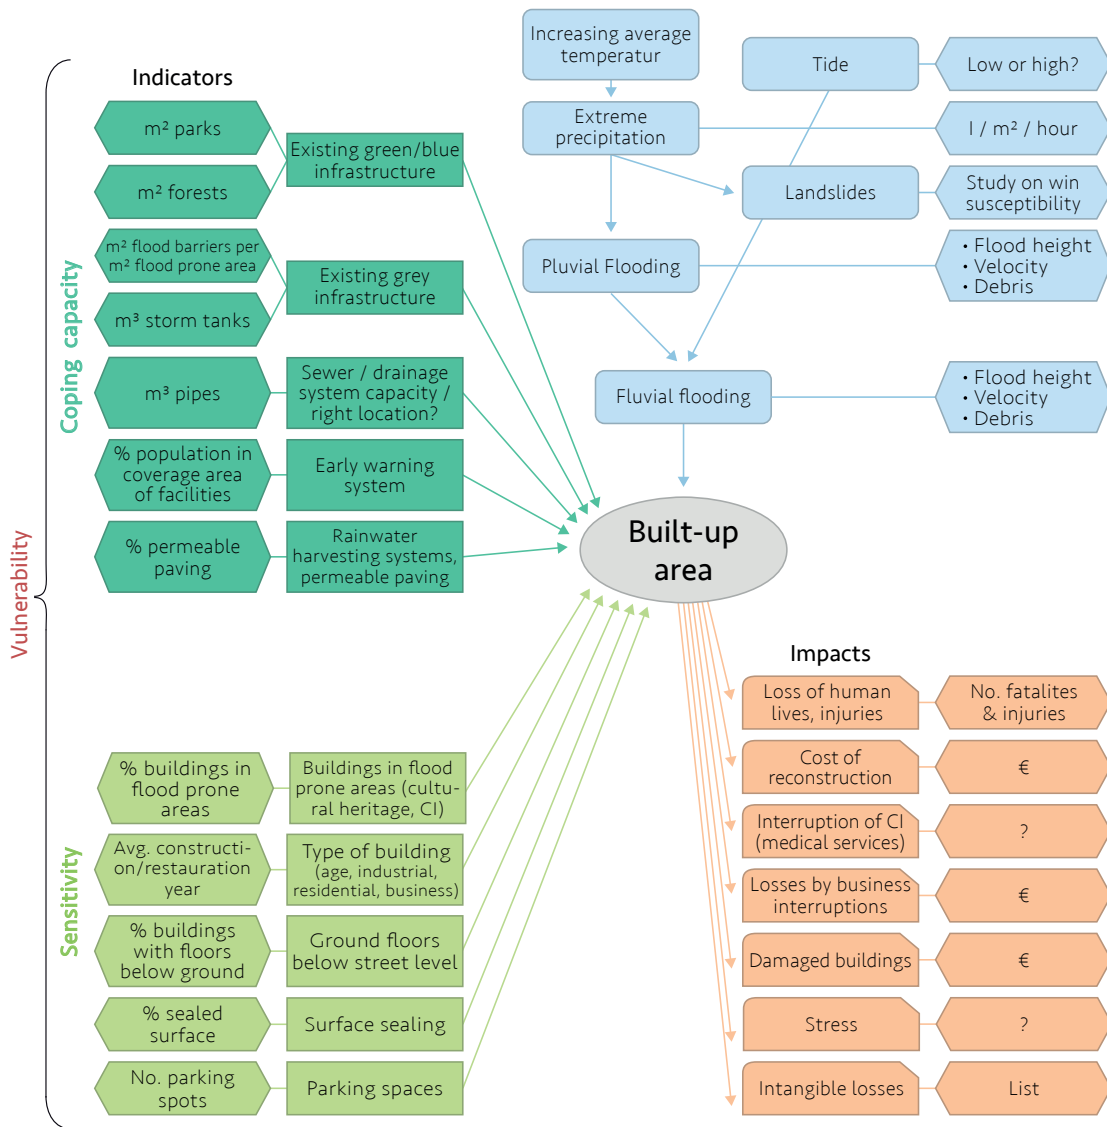 Increasing average
temperatur
Tide
Low or high?
Extreme
precipitation
l / m² / hour
Landslides
Study on win
susceptibility
Pluvial Flooding
• Flood height
• Velocity
• Debris
Fluvial flooding
• Flood height
• Velocity
• Debris
Built-up
area
Vulnerability
Coping capacity
Indicators
m² parks
Existing green/blue
infrastructure
m² forests
m² flood barriers per
m² flood prone area
Existing grey
infrastructure
m³ storm tanks
m³ pipes
Sewer / drainage
system capacity /
right location?
% population in
coverage area
of facilities
Early warning
system
% permeable
paving
Rainwater
harvesting systems,
permeable paving
Sensitivity
% buildings in
flood prone
areas
Buildings in flood
prone areas (cultu-
ral heritage, CI)
Avg. constructi-
on/restauration
year
Type of building
(age, industrial,
residential, business)
% buildings
with floors
below ground
Ground floors
below street level
% sealed
surface
Surface sealing
No. parking
spots
Parking spaces
Impacts
Loss of human
lives, injuries
No. fatalites
& injuries
Cost of
reconstruction
€
Interruption of CI
(medical services)
?
Losses by business
interruptions
€
Damaged buildings
€
Stress
?
Intangible losses
List